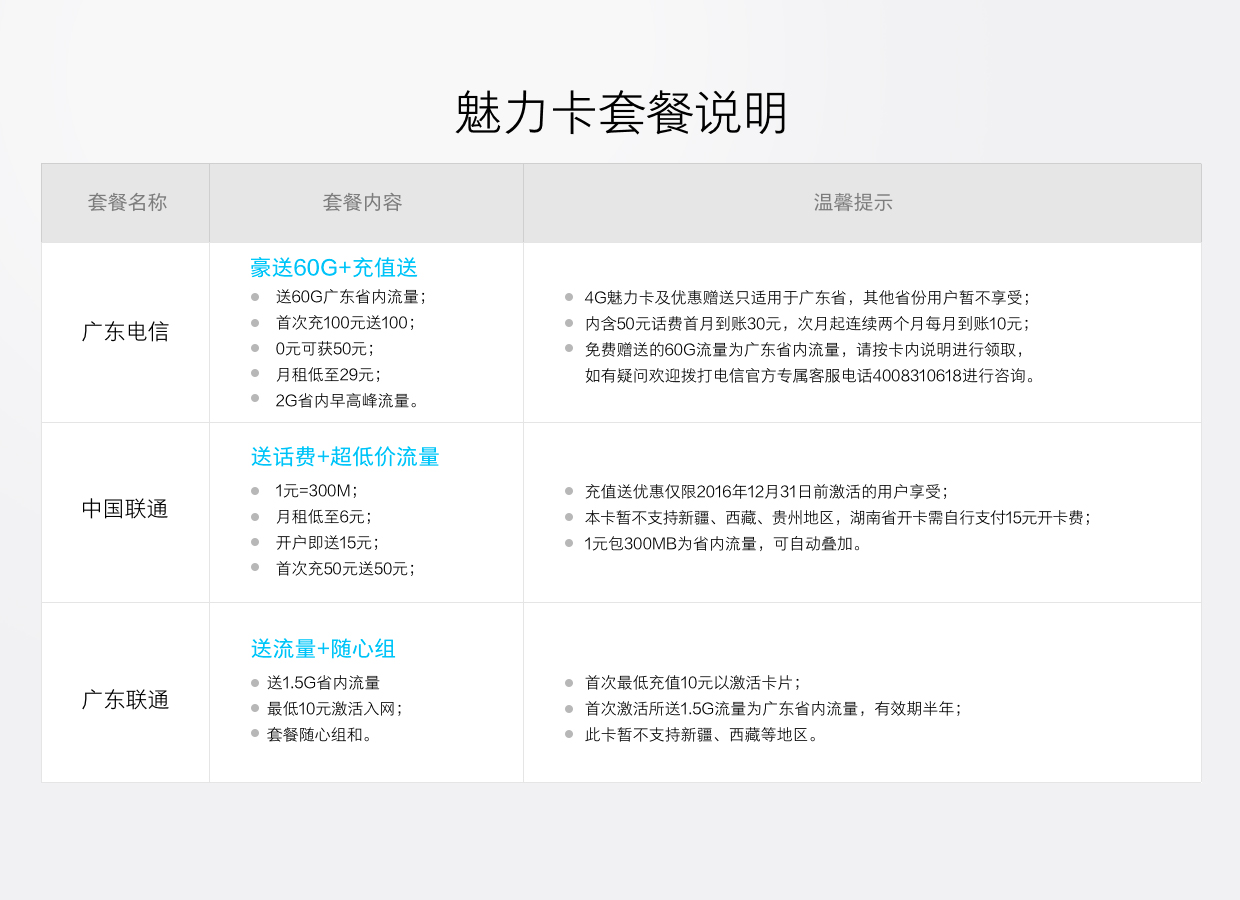 魅力卡套餐说明
套餐名称
套餐内容
温馨提示
广东电信
豪送60G+充值送
送60G广东省内流量；
首次充100元送100；
0元可获50元；
月租低至29元；
2G省内早高峰流量。
4G魅力卡及优惠赠送只适用于广东省，其他省份用户暂不享受；
内含50元话费首月到账30元，次月起连续两个月每月到账10元；
免费赠送的60G流量为广东省内流量，请按卡内说明进行领取，
如有疑问欢迎拨打电信官方专属客服电话4008310618进行咨询。
中国联通
送话费+超低价流量
1元=300M；
月租低至6元；
开户即送15元；
首次充50元送50元；
充值送优惠仅限2016年12月31日前激活的用户享受；
本卡暂不支持新疆、西藏、贵州地区，湖南省开卡需自行支付15元开卡费；
1元包300MB为省内流量，可自动叠加。
广东联通
送流量+随心组
送1.5G省内流量
最低10元激活入网；
套餐随心组和。
首次最低充值10元以激活卡片；
首次激活所送1.5G流量为广东省内流量，有效期半年；
此卡暂不支持新疆、西藏等地区。